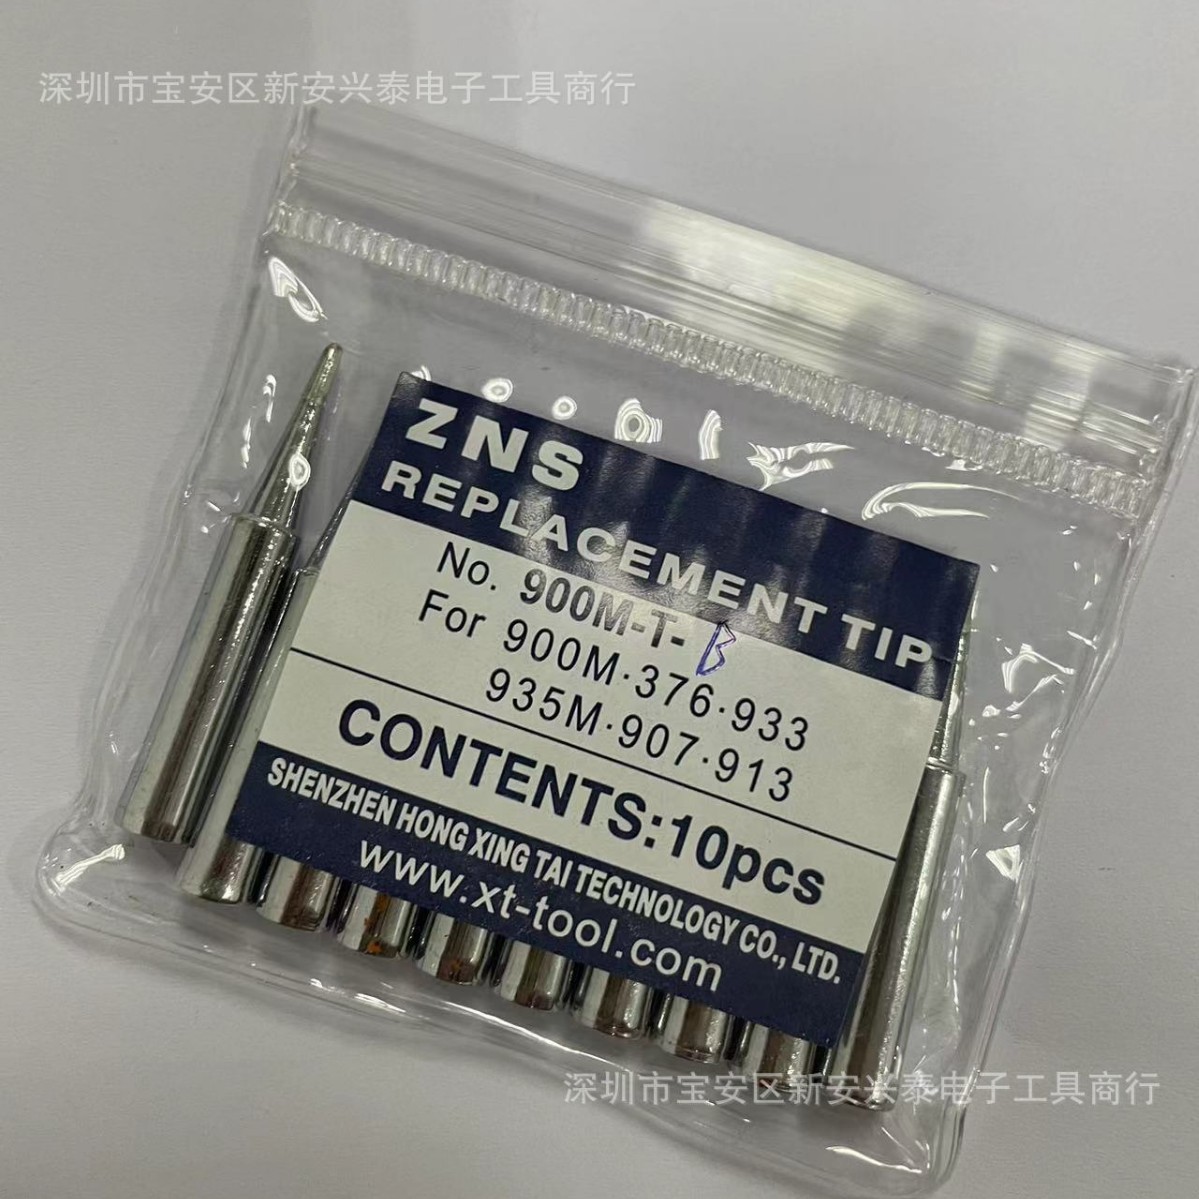 深圳市宝安区新安兴泰电子工具商行
ZNS
REPLACEMENT TIP
No. 900M-T-B
For 900M·376·933
935M·907·913
CONTENTS:10pcs
SHENZHEN HONG XING TAI TECHNOLOGY CO., LTD.
www.xt-tool.com
深圳市宝安区新安兴泰电子工具商行